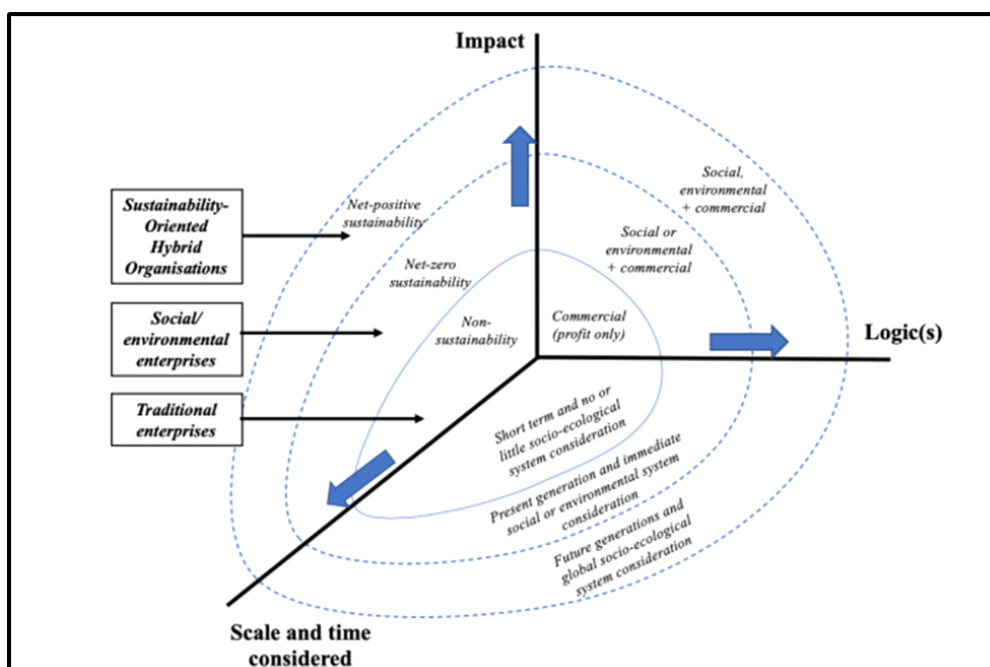 Impact
Social,
environmental
+ commercial
Sustainability-
Oriented
Hybrid
Organisations
Net-positive
sustainability
Social or
environmental
+ commercial
Net-zero
sustainability
Social/
environmental
enterprises
Non-
sustainability
Commercial
(profit only)
Logic(s)
Traditional
enterprises
Short term and no or
little socio-ecological
system consideration
Present generation and immediate
social or environmental system
consideration
Future generations and
global socio-ecological
system consideration
Scale and time
considered